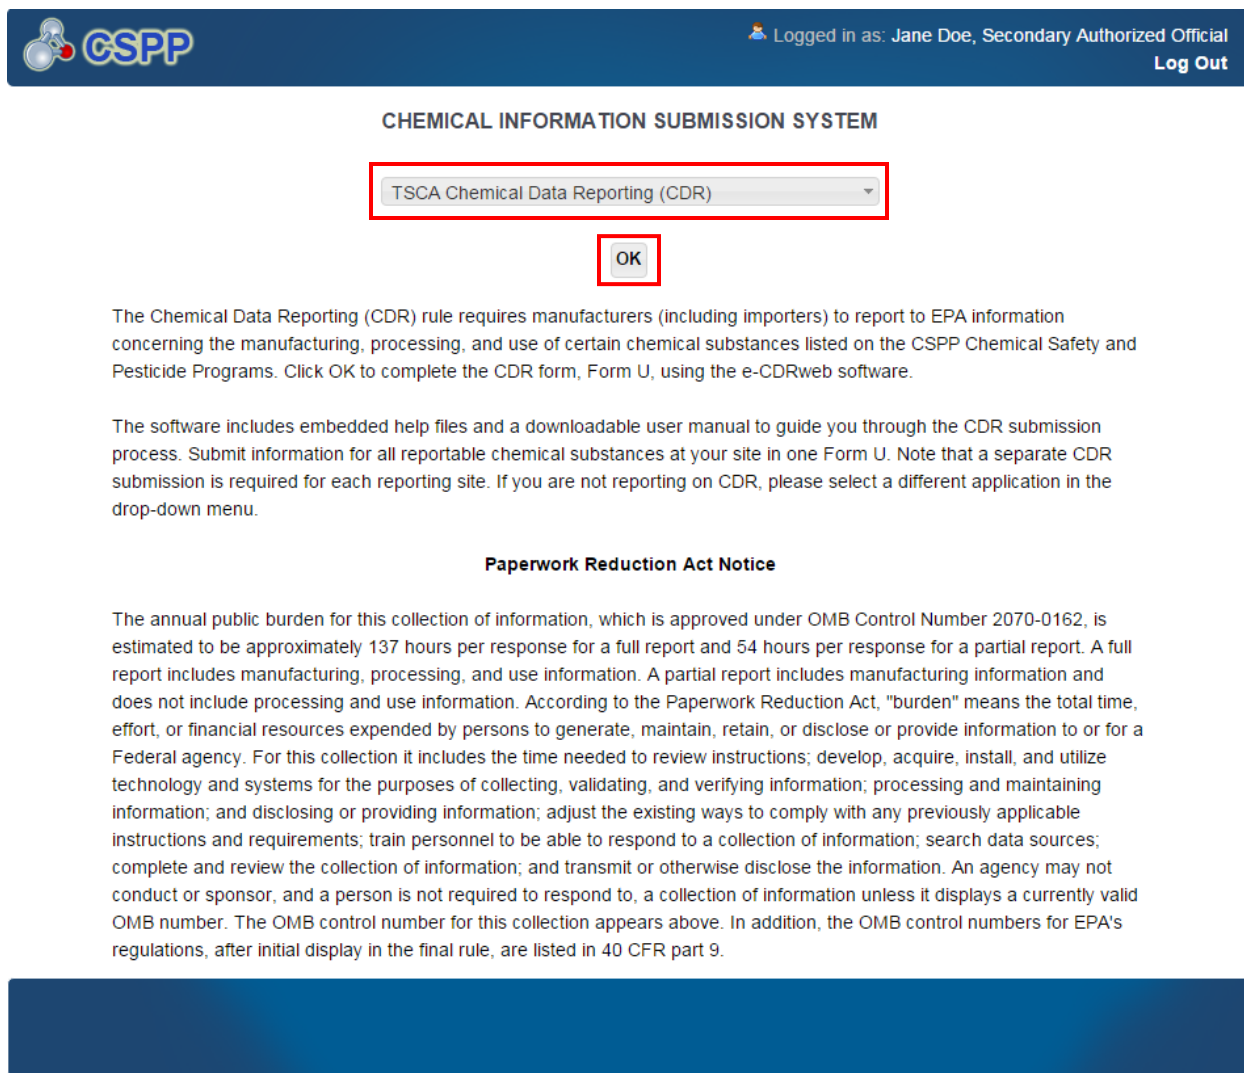 CSPP
Logged in as: Jane Doe, Secondary Authorized Official
Log Out
CHEMICAL INFORMATION SUBMISSION SYSTEM
TSCA Chemical Data Reporting (CDR)
OK
The Chemical Data Reporting (CDR) rule requires manufacturers (including importers) to report to EPA information
concerning the manufacturing, processing, and use of certain chemical substances listed on the CSPP Chemical Safety and
Pesticide Programs. Click OK to complete the CDR form, Form U, using the e-CDRweb software.
The software includes embedded help files and a downloadable user manual to guide you through the CDR submission
process. Submit information for all reportable chemical substances at your site in one Form U. Note that a separate CDR
submission is required for each reporting site. If you are not reporting on CDR, please select a different application in the
drop-down menu.
Paperwork Reduction Act Notice
The annual public burden for this collection of information, which is approved under OMB Control Number 2070-0162, is
estimated to be approximately 137 hours per response for a full report and 54 hours per response for a partial report. A full
report includes manufacturing, processing, and use information. A partial report includes manufacturing information and
does not include processing and use information. According to the Paperwork Reduction Act, "burden" means the total time,
effort, or financial resources expended by persons to generate, maintain, retain, or disclose or provide information to or for a
Federal agency. For this collection it includes the time needed to review instructions; develop, acquire, install, and utilize
technology and systems for the purposes of collecting, validating, and verifying information; processing and maintaining
information; and disclosing or providing information; adjust the existing ways to comply with any previously applicable
instructions and requirements; train personnel to be able to respond to a collection of information; search data sources;
complete and review the collection of information; and transmit or otherwise disclose the information. An agency may not
conduct or sponsor, and a person is not required to respond to, a collection of information unless it displays a currently valid
OMB number. The OMB control number for this collection appears above. In addition, the OMB control numbers for EPA's
regulations, after initial display in the final rule, are listed in 40 CFR part 9.